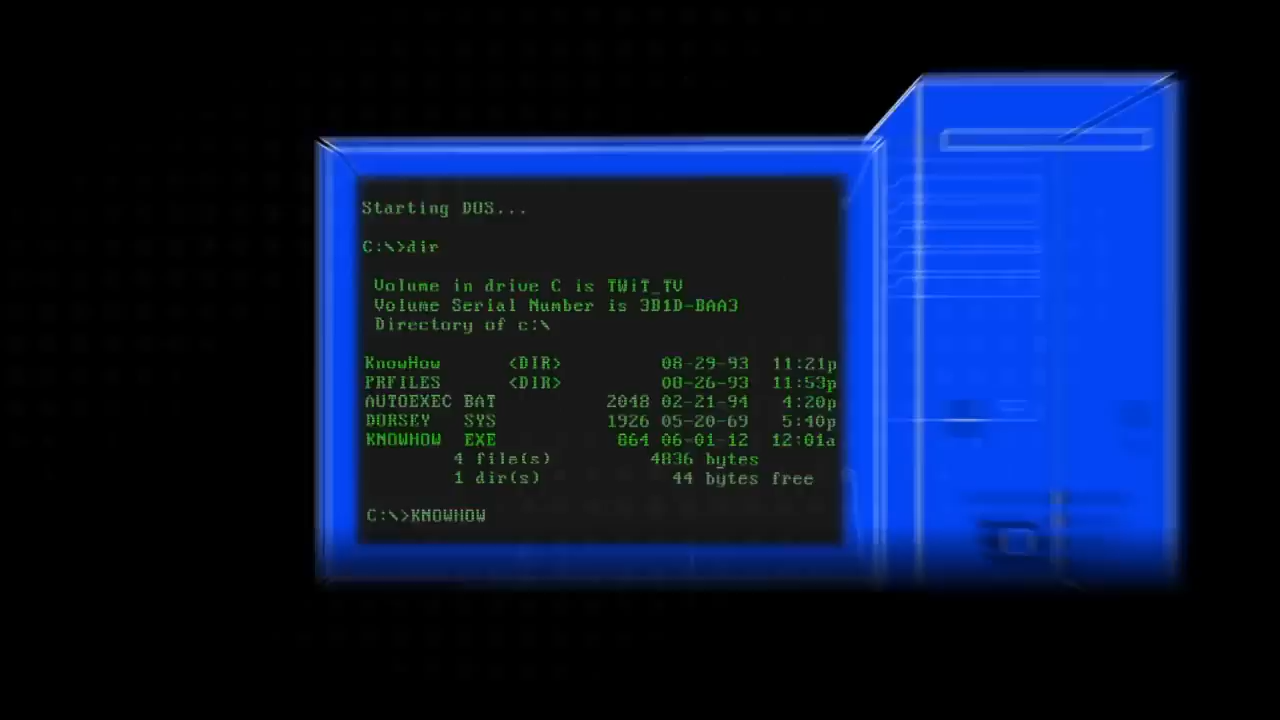 Starting DOS...
C:\>dir
Volume in drive C is TWiT_TV
Volume Serial Number is 3B1D-BAA3
Directory of c:\
KnowHow <DIR> 08-29-93 11:21p
PRFILES <DIR> 08-26-93 11:53p
AUTOEXEC BAT 2048 02-21-94 4:20p
DORSEY SYS 1926 05-20-69 5:40p
KNOWHOW EXE 864 06-01-12 12:01a
4 file(s) 4836 bytes
1 dir(s) 44 bytes free
C:\>KNOWHOW